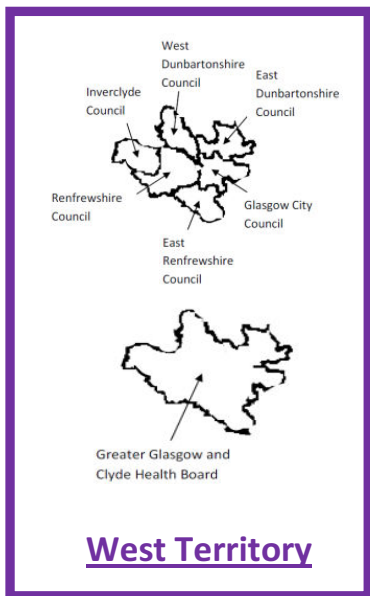 West
Dunbartonshire
Council
East
Dunbartonshire
Council
Inverclyde
Council
Renfrewshire
Council
Glasgow City
Council
East
Renfrewshire
Council
Greater Glasgow and
Clyde Health Board
West Territory